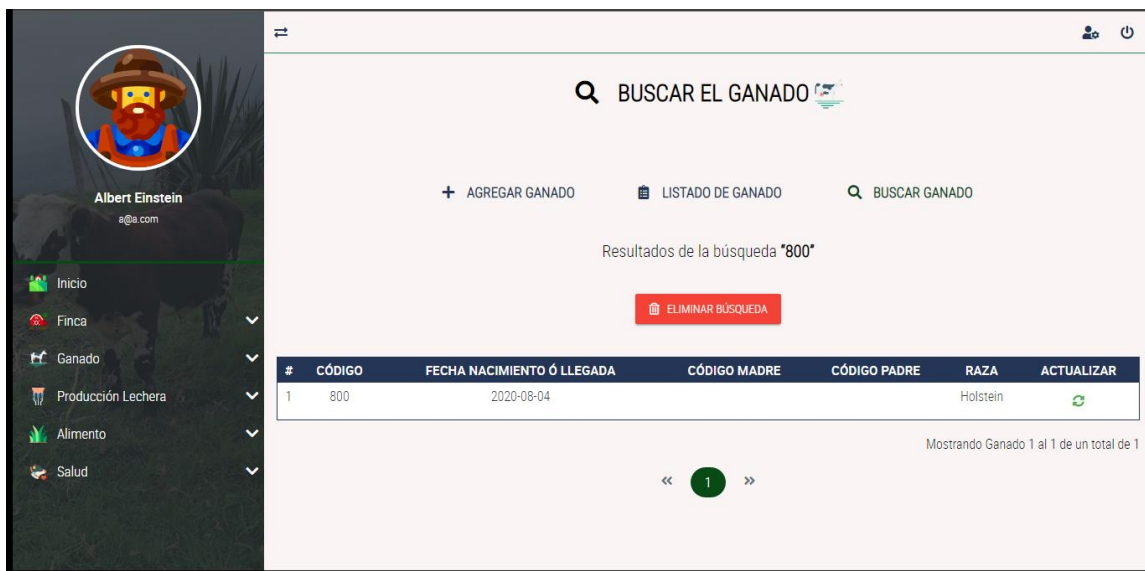 Albert Einstein
a@a.com
Inicio
Finca
Ganado
Producción Lechera
Alimento
Salud
BUSCAR EL GANADO
AGREGAR GANADO LISTADO DE GANADO BUSCAR GANADO
Resultados de la búsqueda “800”
ELIMINAR BÚSQUEDA
# CÓDIGO FECHA NACIMIENTO Ó LLEGADA CÓDIGO MADRE CÓDIGO PADRE RAZA ACTUALIZAR
1 800 2020-08-04 Holstein
Mostrando Ganado 1 al 1 de un total de 1
« 1 »